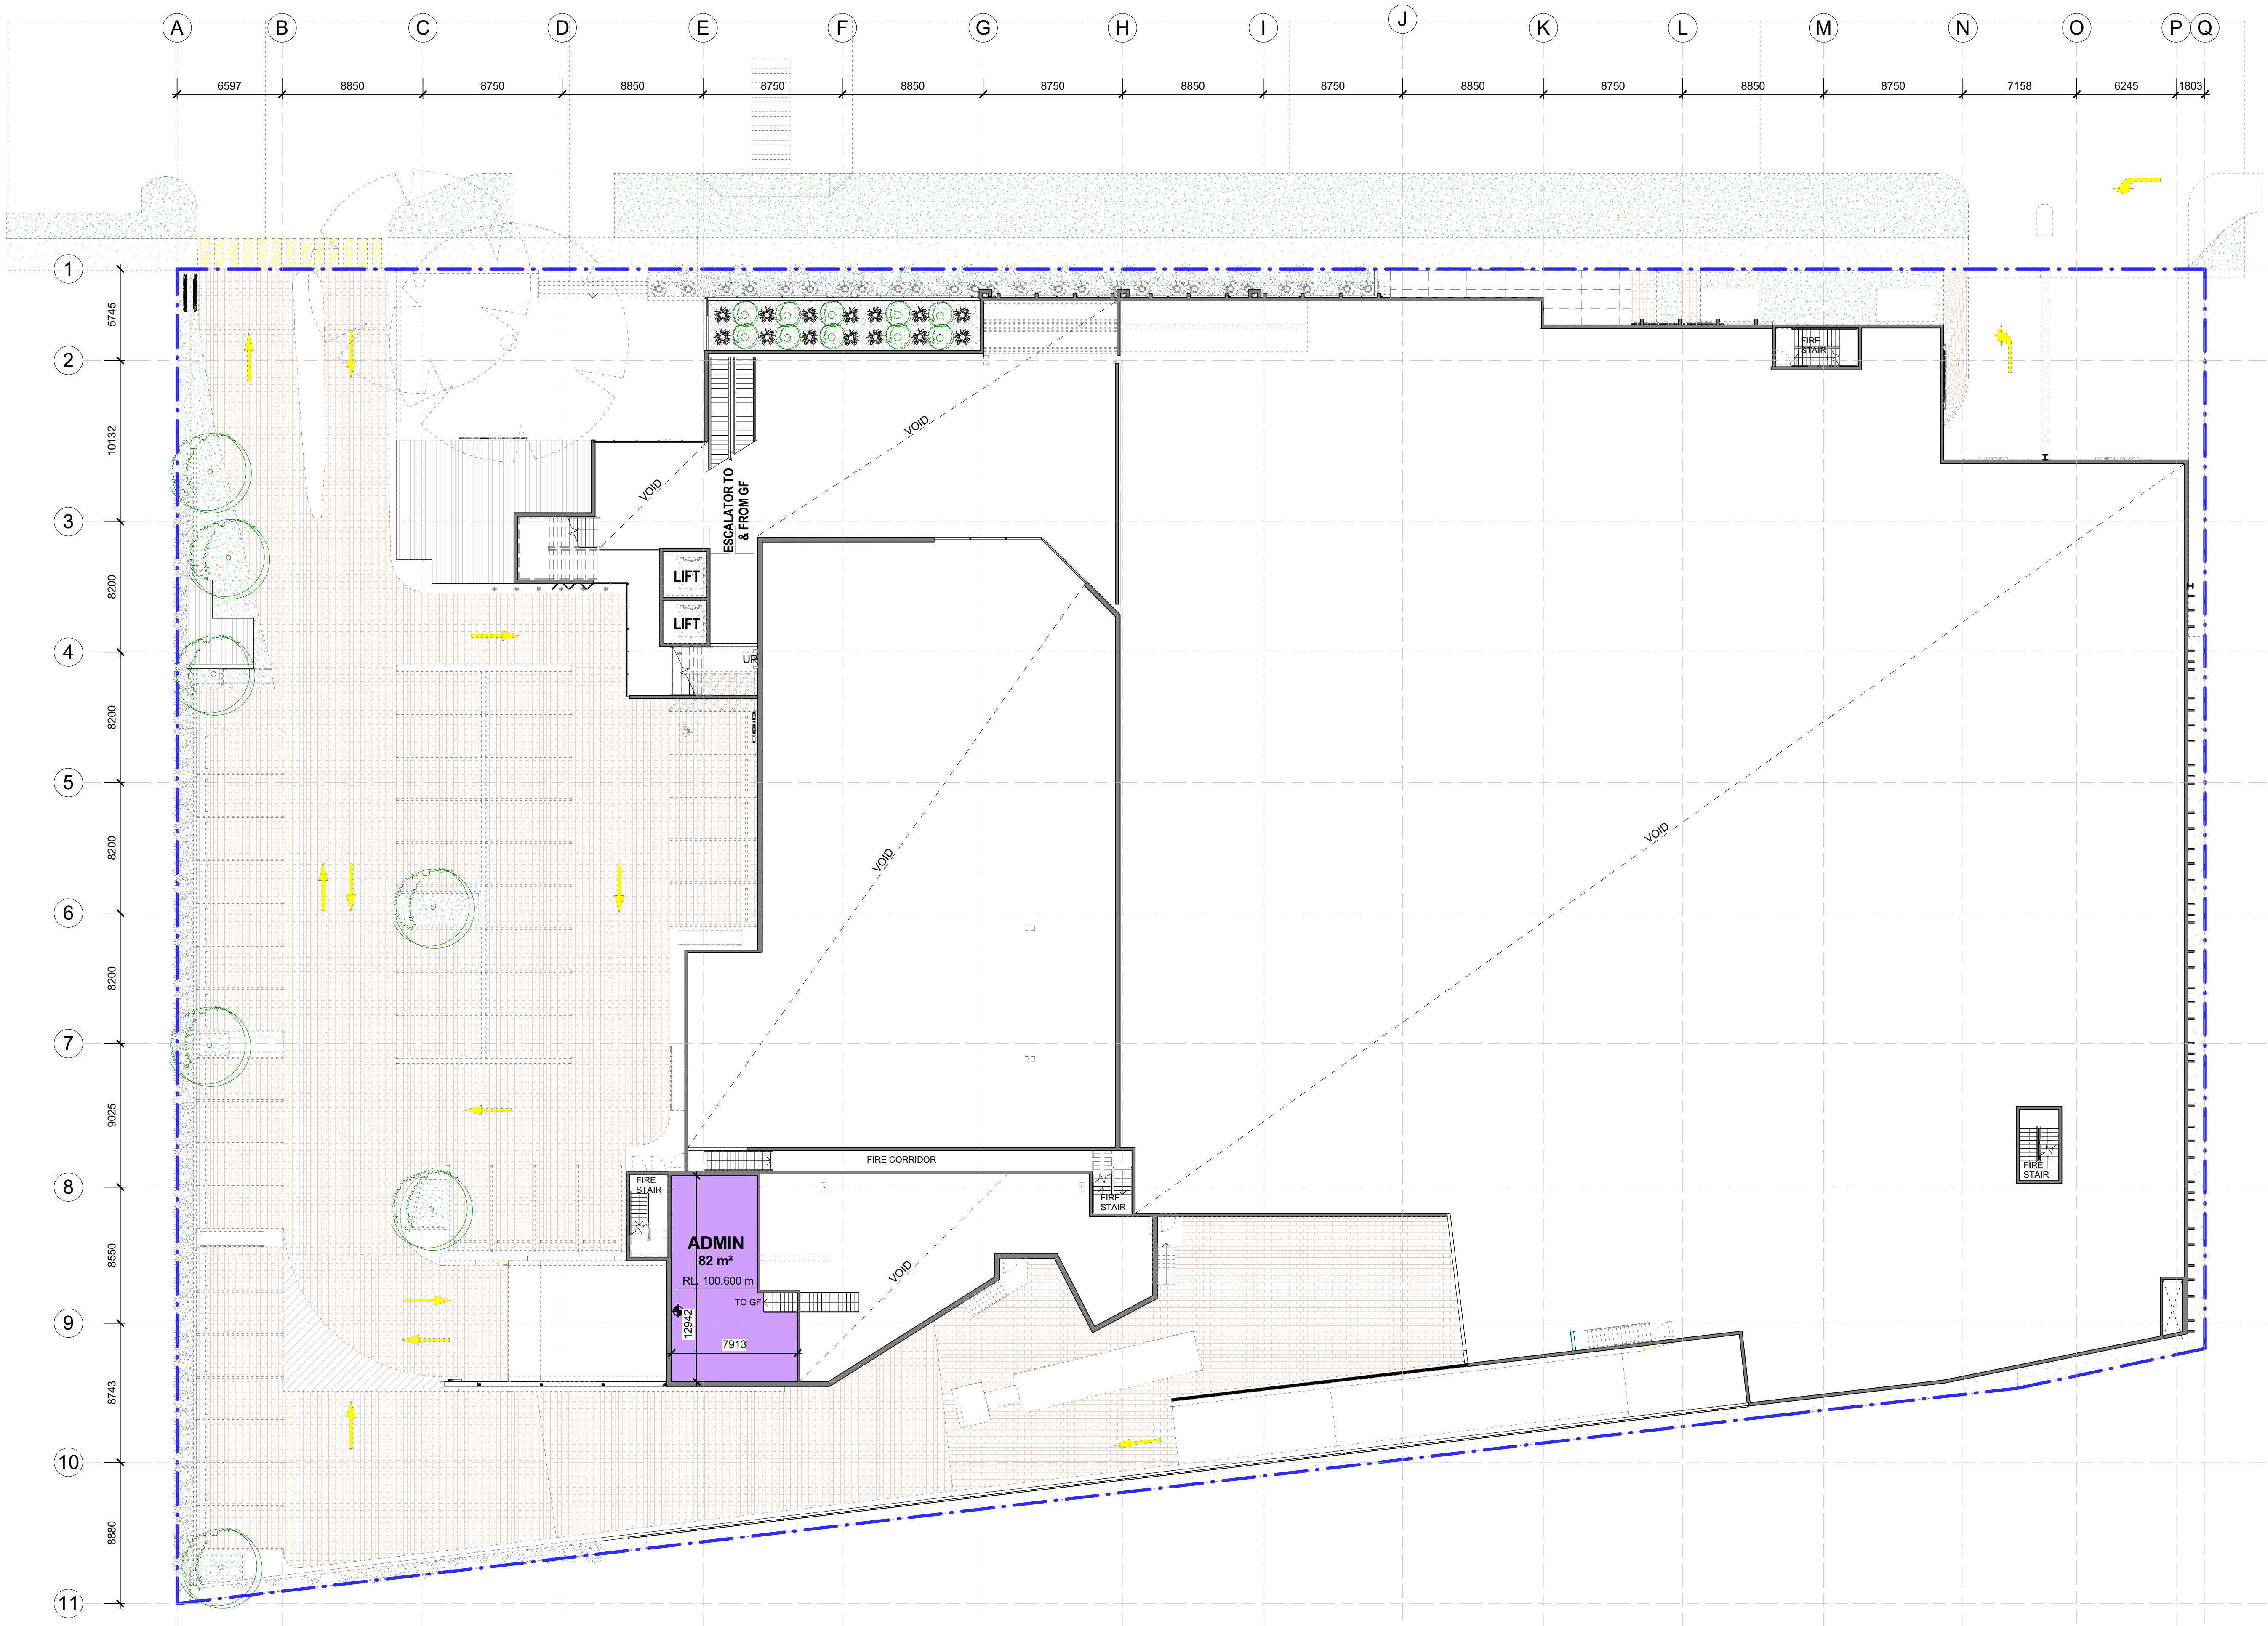 A B C D E F G H I J K L M N O P Q
6597 8850 8750 8850 8750 8850 8750 8850 8750 8850 8750 8850 8750 7158 6245 1803
1
5745
2
FIRE
STAIR
VOID
10132
VOID
ESCALATOR TO
& FROM GF
3
8200
LIFT
LIFT
4
UP
8200
5
8200
VOID
VOID
6
8200
7
9025
FIRE CORRIDOR
8
FIRE
STAIR
FIRE
STAIR
FIRE
STAIR
8550
ADMIN
82 m²
RL. 100.600 m
TO GF
VOID
12942
9
7913
8743
10
8880
11